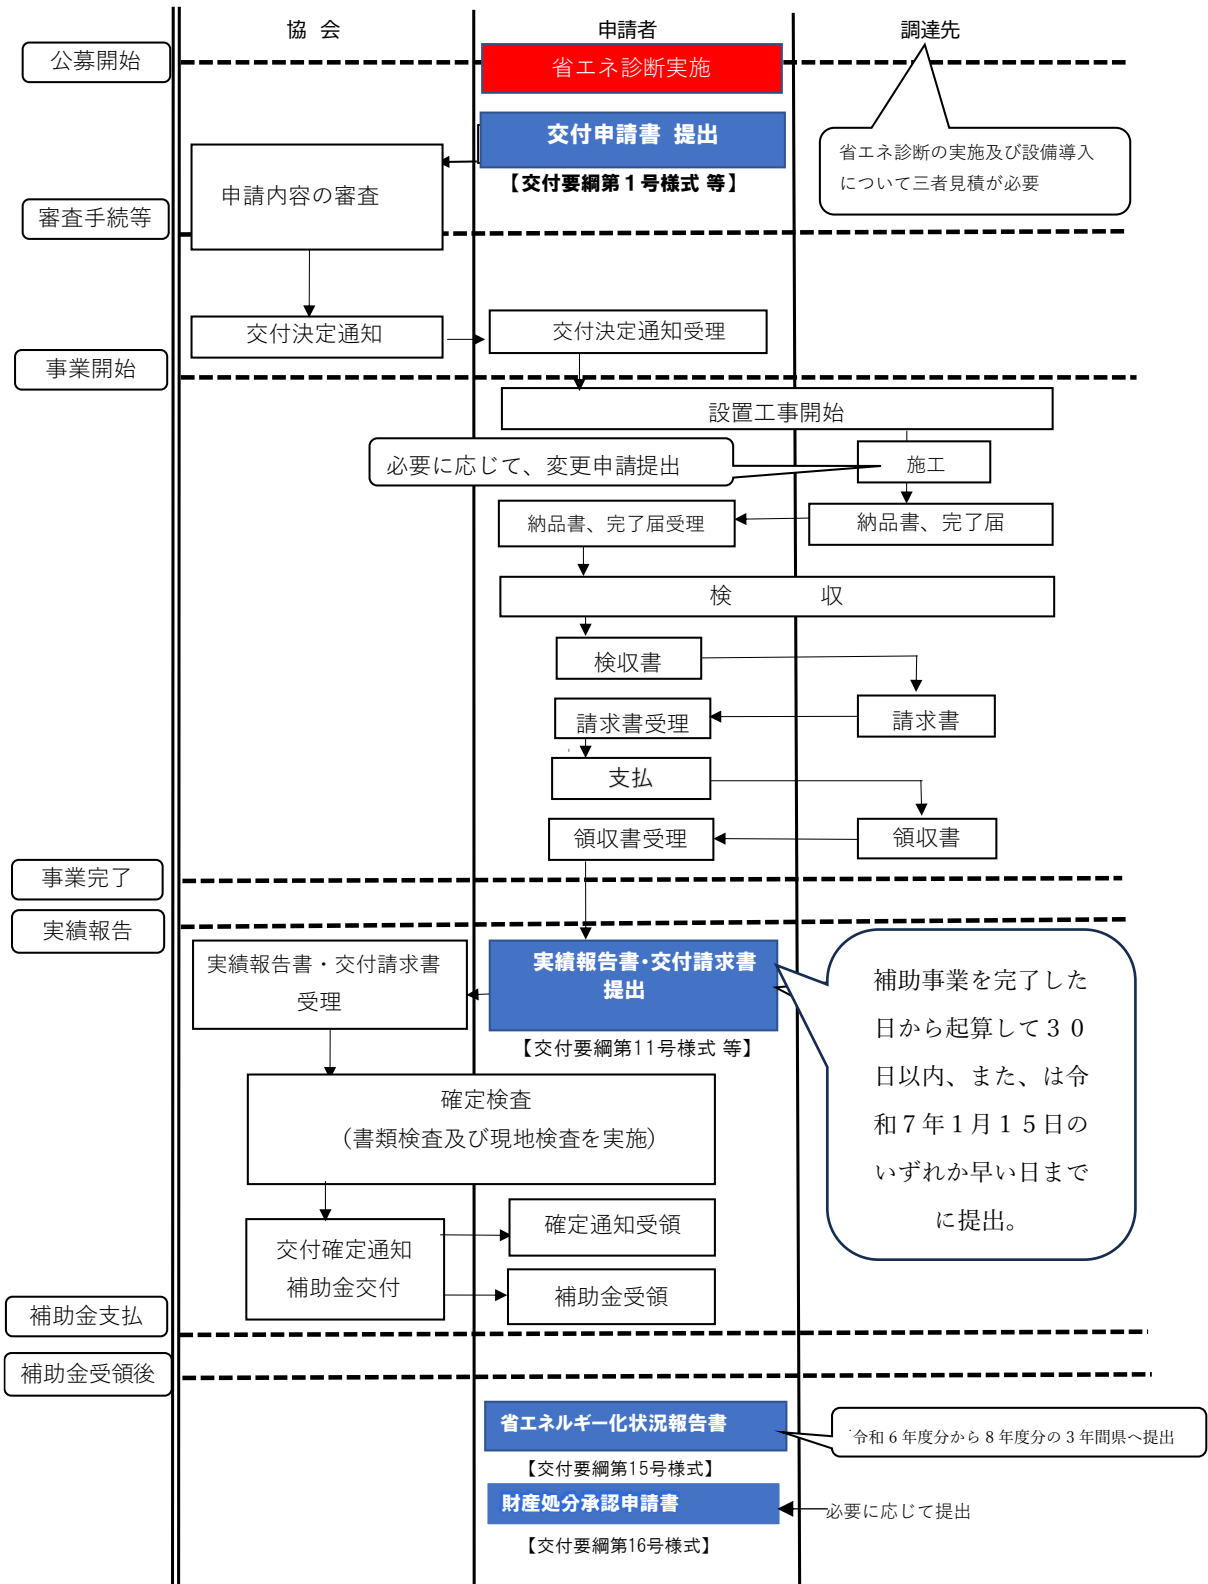 協 会
申請者
調達先
公募開始
省エネ診断実施
交付申請書 提出
【交付要綱第１号様式 等】
省エネ診断の実施及び設備導入
について三者見積が必要
申請内容の審査
審査手続等
交付決定通知
交付決定通知受理
事業開始
設置工事開始
必要に応じて、変更申請提出
施工
納品書、完了届受理
納品書、完了届
検 収
検収書
請求書受理
請求書
支払
領収書受理
領収書
事業完了
実績報告
実績報告書・交付請求書
受理
実績報告書・交付請求書
提出
【交付要綱第11号様式 等】
補助事業を完了した
日から起算して３０
日以内、また、は令
和７年１月１５日の
いずれか早い日まで
に提出。
確定検査
（書類検査及び現地検査を実施）
交付確定通知
補助金交付
確定通知受領
補助金受領
補助金支払
補助金受領後
省エネルギー化状況報告書
【交付要綱第15号様式】
令和６年度分から８年度分の３年間県へ提出
財産処分承認申請書
【交付要綱第16号様式】
必要に応じて提出